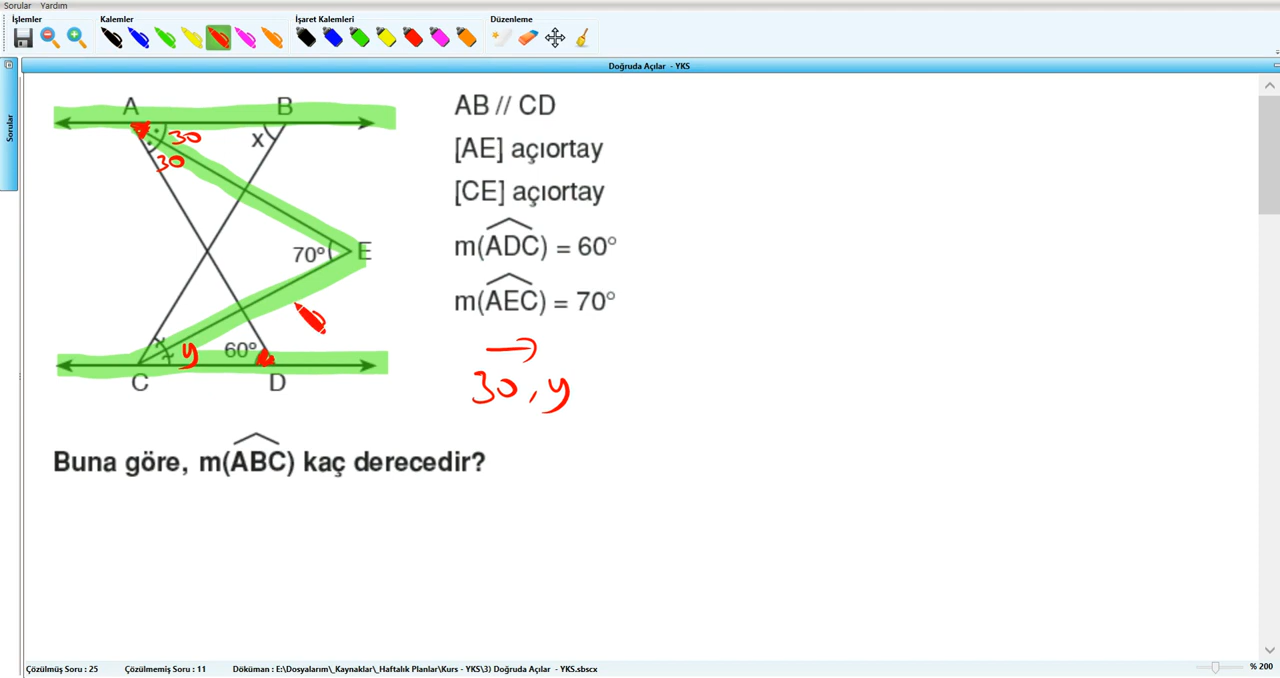 Sorular Yardım
İşlemler Kalemler İşaret Kalemleri Düzenleme
Doğruda Açılar - YKS
Sorular
A B
30
30
x
70° E
y 60°
C D
AB // CD
[AE] açıortay
[CE] açıortay
m(ADC) = 60°
m(AEC) = 70°
30, y
Buna göre, m(ABC) kaç derecedir?
Çözülmüş Soru : 25 Çözülmemiş Soru : 11 Döküman : E:\Dosyalarım\_Kaynaklar\_Haftalık Planlar\Kurs - YKS\3) Doğruda Açılar - YKS.sbscx % 200